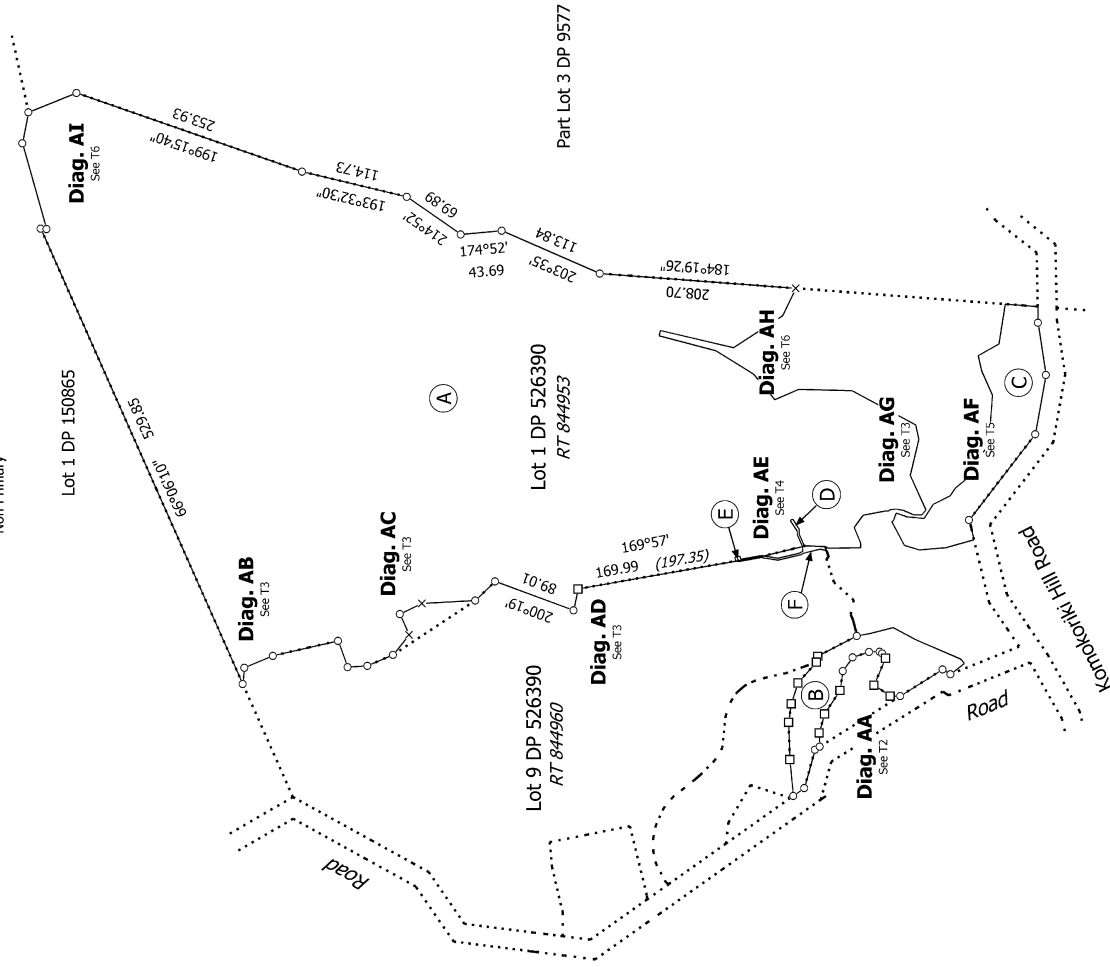 Non Primary
Lot 1 DP 150865
Diag. AI
See T6
253.93
199°15'40"
Part Lot 3 DP 9577
114.73
193°32'30"
69.89
214°52'
174°52'
43.69
113.84
203°35'
184°19'26"
208.70
529.85
66°06'10"
A
Lot 1 DP 526390
RT 844953
Diag. AH
See T6
Diag. AB
See T3
Diag. AC
See T3
89.01
200°19'
Diag. AD
See T3
169°57'
169.99 (197.35)
E
Diag. AE
See T4
D
F
Diag. AG
See T3
Diag. AF
See T5
C
Lot 9 DP 526390
RT 844960
B
Diag. AA
See T2
Road
Road
Komokoriki Hill Road